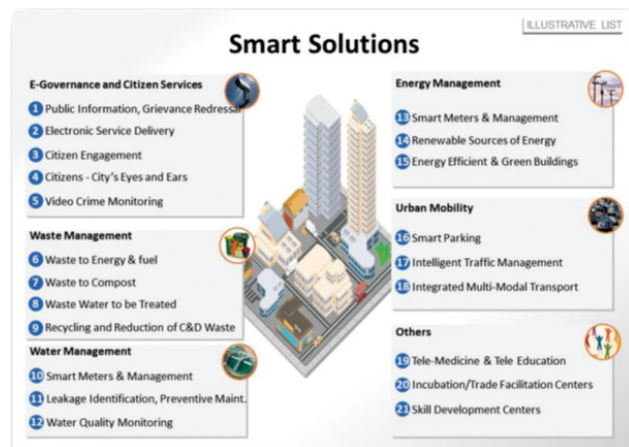 ILLUSTRATIVE LIST
Smart Solutions
E-Governance and Citizen Services
1 Public Information, Grievance Redressal
2 Electronic Service Delivery
3 Citizen Engagement
4 Citizens - City's Eyes and Ears
5 Video Crime Monitoring
Waste Management
6 Waste to Energy & fuel
7 Waste to Compost
8 Waste Water to be Treated
9 Recycling and Reduction of C&D Waste
Water Management
10 Smart Meters & Management
11 Leakage Identification, Preventive Maint.
12 Water Quality Monitoring
Energy Management
13 Smart Meters & Management
14 Renewable Sources of Energy
15 Energy Efficient & Green Buildings
Urban Mobility
16 Smart Parking
17 Intelligent Traffic Management
18 Integrated Multi-Modal Transport
Others
19 Tele-Medicine & Tele Education
20 Incubation/Trade Facilitation Centers
21 Skill Development Centers